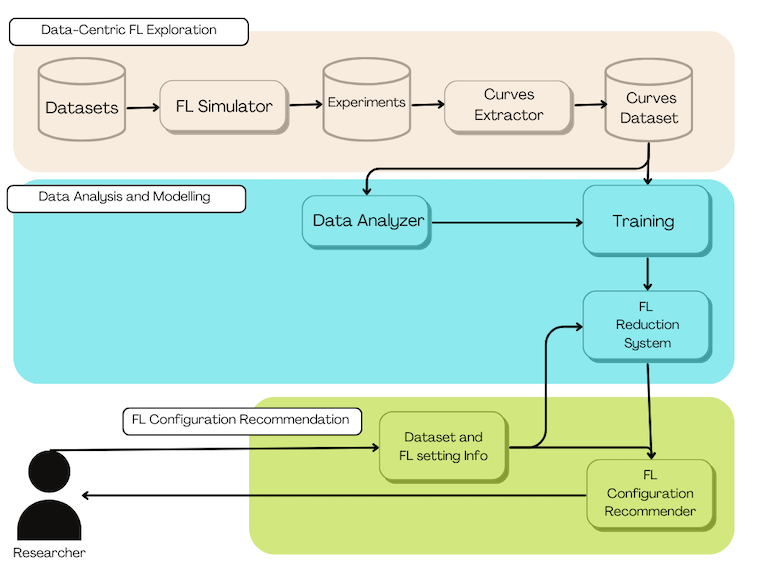 Data-Centric FL Exploration
Datasets
FL Simulator
Experiments
Curves
Extractor
Curves
Dataset
Data Analysis and Modelling
Data Analyzer
Training
FL
Reduction
System
FL Configuration Recommendation
Dataset and
FL setting Info
FL
Configuration
Recommender
Researcher